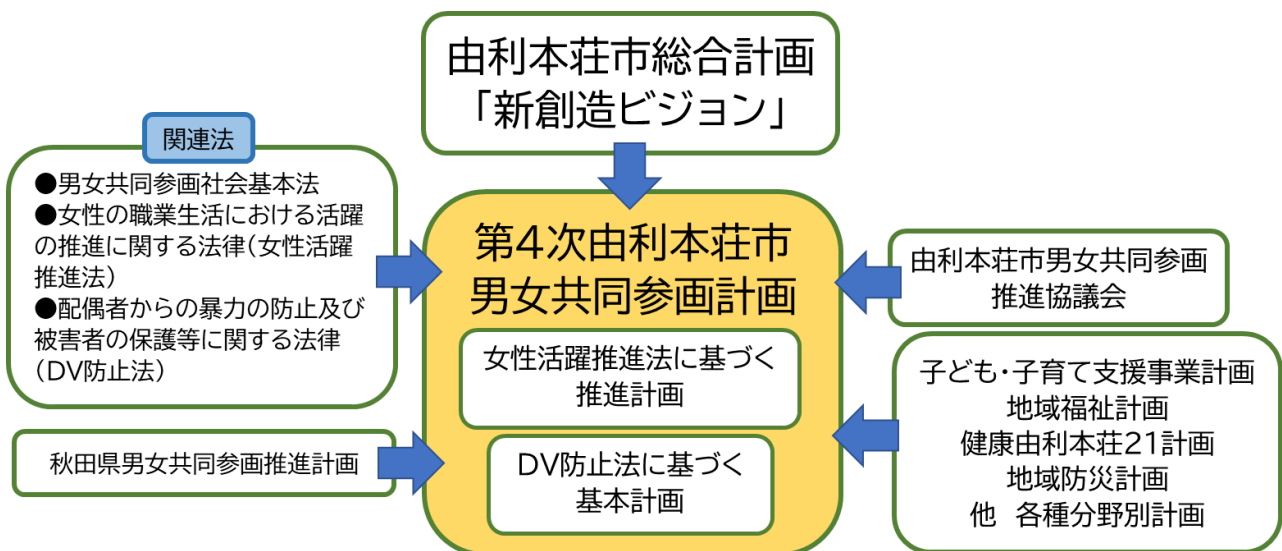 由利本荘市総合計画
「新創造ビジョン」
関連法
●男女共同参画社会基本法
●女性の職業生活における活躍
の推進に関する法律(女性活躍
推進法)
●配偶者からの暴力の防止及び
被害者の保護等に関する法律
(DV防止法)
秋田県男女共同参画推進計画
第4次由利本荘市
男女共同参画計画
女性活躍推進法に基づく
推進計画
DV防止法に基づく
基本計画
由利本荘市男女共同参画
推進協議会
子ども・子育て支援事業計画
地域福祉計画
健康由利本荘21計画
地域防災計画
他 各種分野別計画